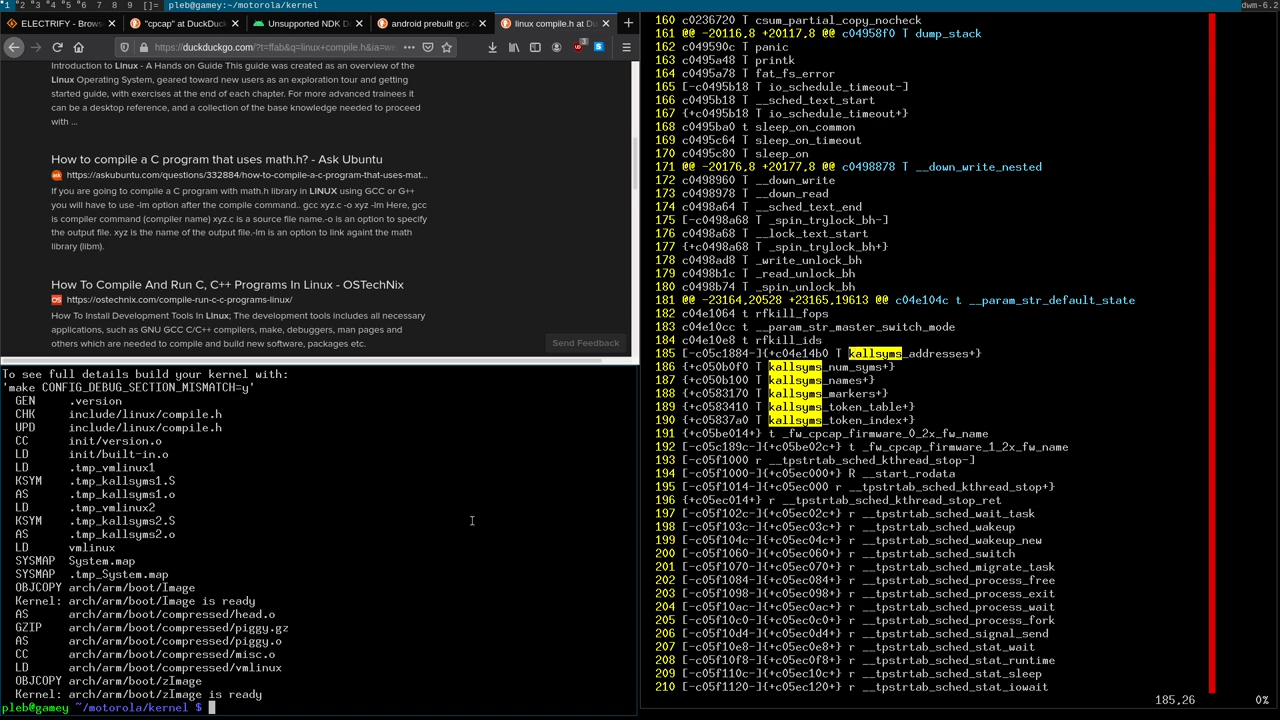 1 2 3 4 5 6 7 8 9 []= pleb@gamey:~/motorola/kernel dwm-6.2
ELECTRIFY - Brows "cpcap" at DuckDuc Unsupported NDK D android prebuilt gcc linux compile.h at Du
https://duckduckgo.com/?t=ffab&q=linux+compile.h&ia=we
3
Introduction to Linux - A Hands on Guide This guide was created as an overview of the
Linux Operating System, geared toward new users as an exploration tour and getting
started guide, with exercises at the end of each chapter. For more advanced trainees it
can be a desktop reference, and a collection of the base knowledge needed to proceed
with ...
How to compile a C program that uses math.h? - Ask Ubuntu
https://askubuntu.com/questions/332884/how-to-compile-a-c-program-that-uses-mat...
If you are going to compile a C program with math.h library in LINUX using GCC or G++
you will have to use -lm option after the compile command.. gcc xyz.c -o xyz -lm Here, gcc
is compiler command (compiler name) xyz.c is a source file name.-o is an option to specify
the output file. xyz is the name of the output file.-lm is an option to link againt the math
library (libm).
How To Compile And Run C, C++ Programs In Linux - OSTechNix
https://ostechnix.com/compile-run-c-c-programs-linux/
How To Install Development Tools In Linux; The development tools includes all necessary
applications, such as GNU GCC C/C++ compilers, make, debuggers, man pages and
others which are needed to compile and build new software, packages etc.
Send Feedback
To see full details build your kernel with:
'make CONFIG_DEBUG_SECTION_MISMATCH=y'
GEN .version
CHK include/linux/compile.h
UPD include/linux/compile.h
CC init/version.o
LD init/built-in.o
LD .tmp_vmlinux1
KSYM .tmp_kallsyms1.S
AS .tmp_kallsyms1.o
LD .tmp_vmlinux2
KSYM .tmp_kallsyms2.S
AS .tmp_kallsyms2.o
LD vmlinux
SYSMAP System.map
SYSMAP .tmp_System.map
OBJCOPY arch/arm/boot/Image
Kernel: arch/arm/boot/Image is ready
AS arch/arm/boot/compressed/head.o
GZIP arch/arm/boot/compressed/piggy.gz
AS arch/arm/boot/compressed/piggy.o
CC arch/arm/boot/compressed/misc.o
LD arch/arm/boot/compressed/vmlinux
OBJCOPY arch/arm/boot/zImage
Kernel: arch/arm/boot/zImage is ready
pleb@gamey ~/motorola/kernel $
160 c0236720 T csum_partial_copy_nocheck
161 @@ -20116,8 +20117,8 @@ c04958f0 T dump_stack
162 c049590c T panic
163 c0495a48 T printk
164 c0495a78 T fat_fs_error
165 [-c0495b18 T io_schedule_timeout-]
166 c0495b18 T __sched_text_start
167 {+c0495b18 T io_schedule_timeout+}
168 c0495ba0 t sleep_on_common
169 c0495c64 T sleep_on_timeout
170 c0495c80 T sleep_on
171 @@ -20176,8 +20177,8 @@ c0498878 T __down_write_nested
172 c0498960 T __down_write
173 c0498978 T __down_read
174 c0498a64 T __sched_text_end
175 [-c0498a68 T _spin_trylock_bh-]
176 c0498a68 T __lock_text_start
177 {+c0498a68 T _spin_trylock_bh+}
178 c0498ad8 T _write_unlock_bh
179 c0498b1c T _read_unlock_bh
180 c0498b74 T _spin_unlock_bh
181 @@ -23164,20528 +23165,19613 @@ c04e104c t __param_str_default_state
182 c04e1064 t rfkill_fops
183 c04e10cc t __param_str_master_switch_mode
184 c04e10e8 t rfkill_ids
185 [-c05c1884-]{+c04e14b0 T kallsyms_addresses+}
186 {+c050b0f0 T kallsyms_num_syms+}
187 {+c050b100 T kallsyms_names+}
188 {+c0583170 T kallsyms_markers+}
189 {+c0583410 T kallsyms_token_table+}
190 {+c05837a0 T kallsyms_token_index+}
191 {+c05be014+} t _fw_cpcap_firmware_0_2x_fw_name
192 [-c05c189c-]{+c05be02c+} t _fw_cpcap_firmware_1_2x_fw_name
193 [-c05f1000 r __tpstrtab_sched_kthread_stop-]
194 [-c05f1000-]{+c05ec000+} R __start_rodata
195 [-c05f1014-]{+c05ec000 r __tpstrtab_sched_kthread_stop+}
196 {+c05ec014+} r __tpstrtab_sched_kthread_stop_ret
197 [-c05f102c-]{+c05ec02c+} r __tpstrtab_sched_wait_task
198 [-c05f103c-]{+c05ec03c+} r __tpstrtab_sched_wakeup
199 [-c05f104c-]{+c05ec04c+} r __tpstrtab_sched_wakeup_new
200 [-c05f1060-]{+c05ec060+} r __tpstrtab_sched_switch
201 [-c05f1070-]{+c05ec070+} r __tpstrtab_sched_migrate_task
202 [-c05f1084-]{+c05ec084+} r __tpstrtab_sched_process_free
203 [-c05f1098-]{+c05ec098+} r __tpstrtab_sched_process_exit
204 [-c05f10ac-]{+c05ec0ac+} r __tpstrtab_sched_process_wait
205 [-c05f10c0-]{+c05ec0c0+} r __tpstrtab_sched_process_fork
206 [-c05f10d4-]{+c05ec0d4+} r __tpstrtab_sched_signal_send
207 [-c05f10e8-]{+c05ec0e8+} r __tpstrtab_sched_stat_wait
208 [-c05f10f8-]{+c05ec0f8+} r __tpstrtab_sched_stat_runtime
209 [-c05f110c-]{+c05ec10c+} r __tpstrtab_sched_stat_sleep
210 [-c05f1120-]{+c05ec120+} r __tpstrtab_sched_stat_iowait
185,26 0%